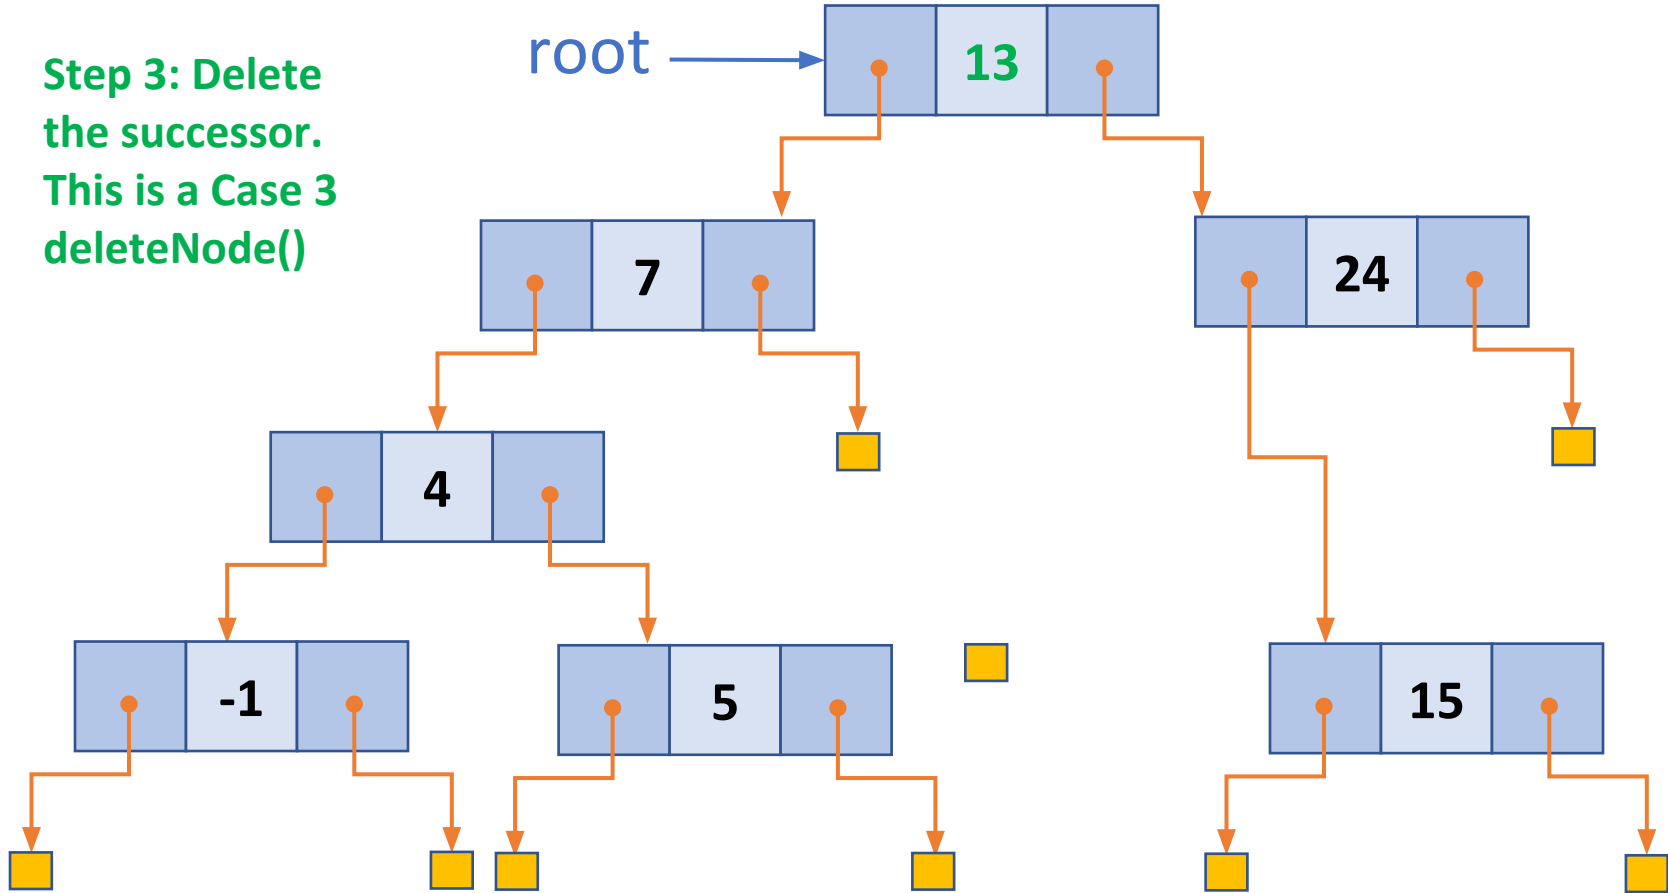 Step 3: Delete
the successor.
This is a Case 3
deleteNode()
root
13
7
24
4
-1
5
15